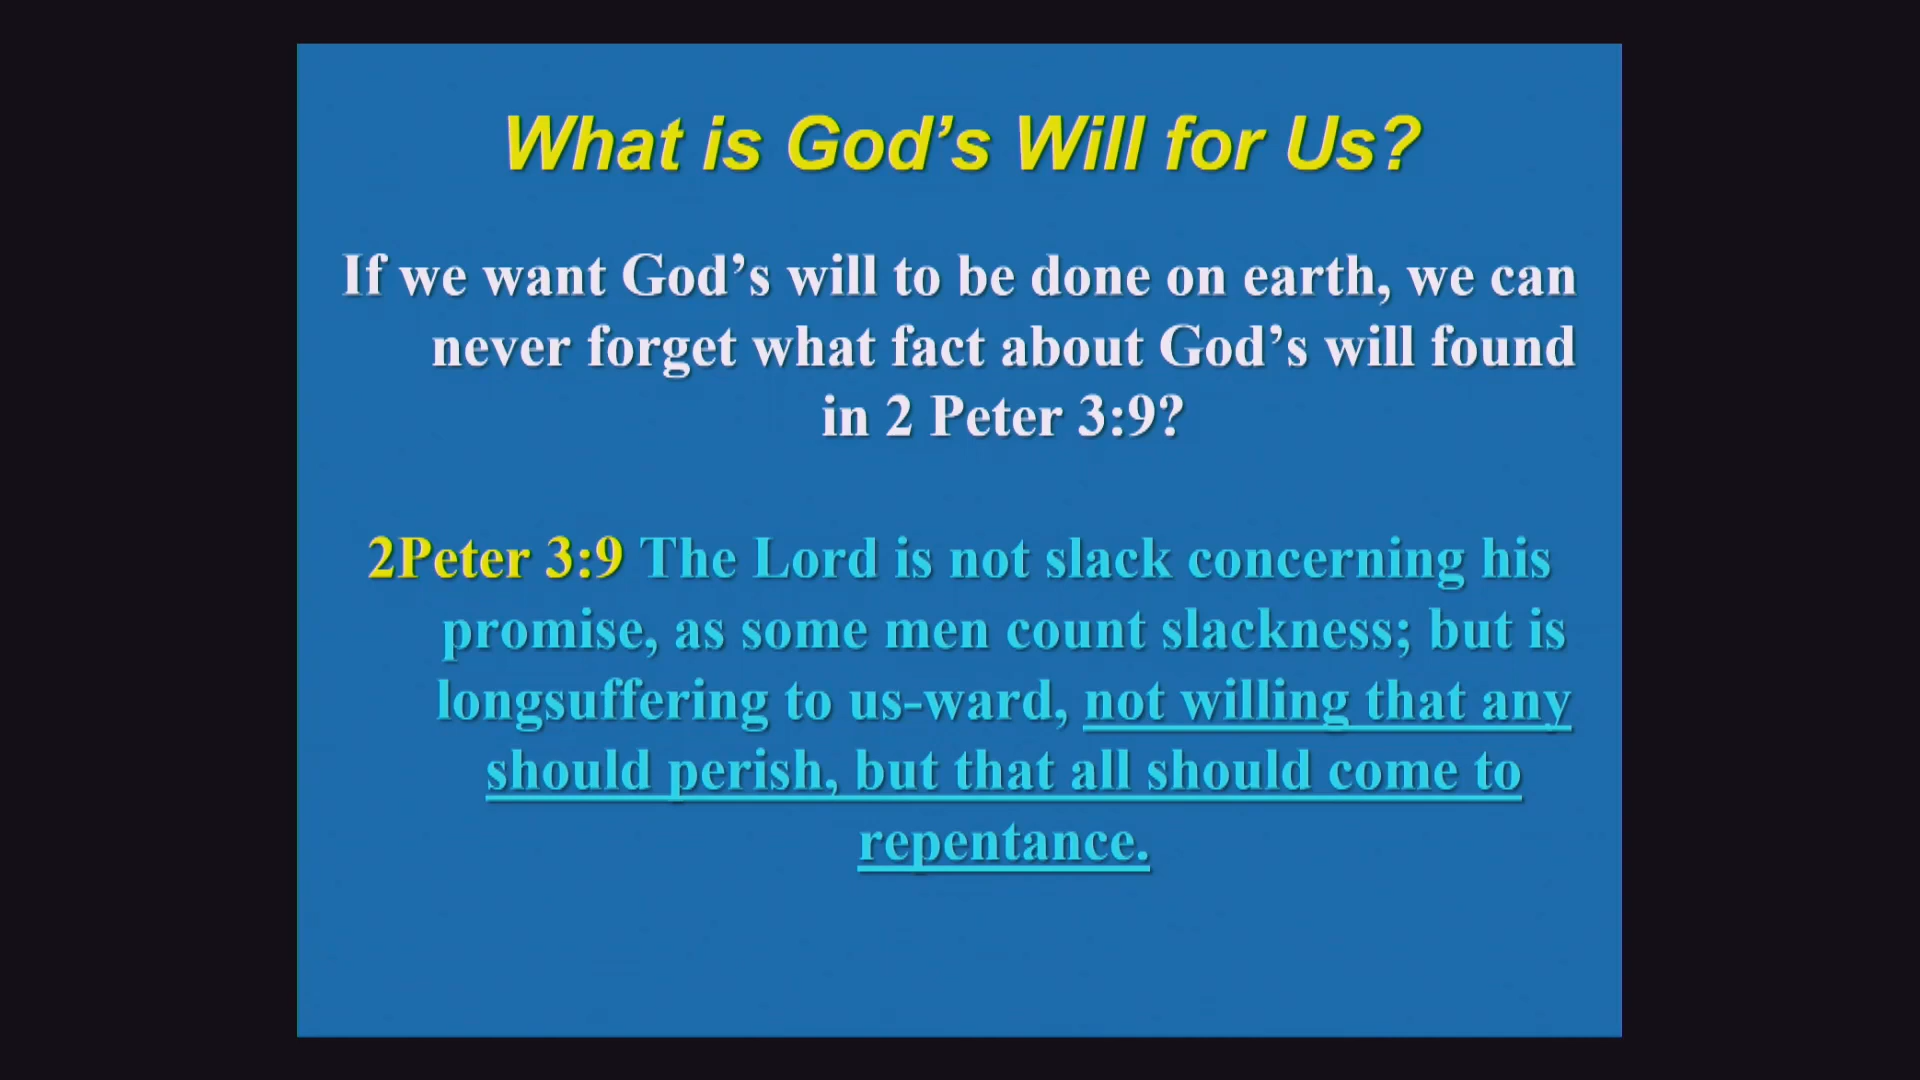 What is God’s Will for Us?
If we want God’s will to be done on earth, we can
never forget what fact about God’s will found
in 2 Peter 3:9?
2Peter 3:9 The Lord is not slack concerning his
promise, as some men count slackness; but is
longsuffering to us-ward, not willing that any
should perish, but that all should come to
repentance.